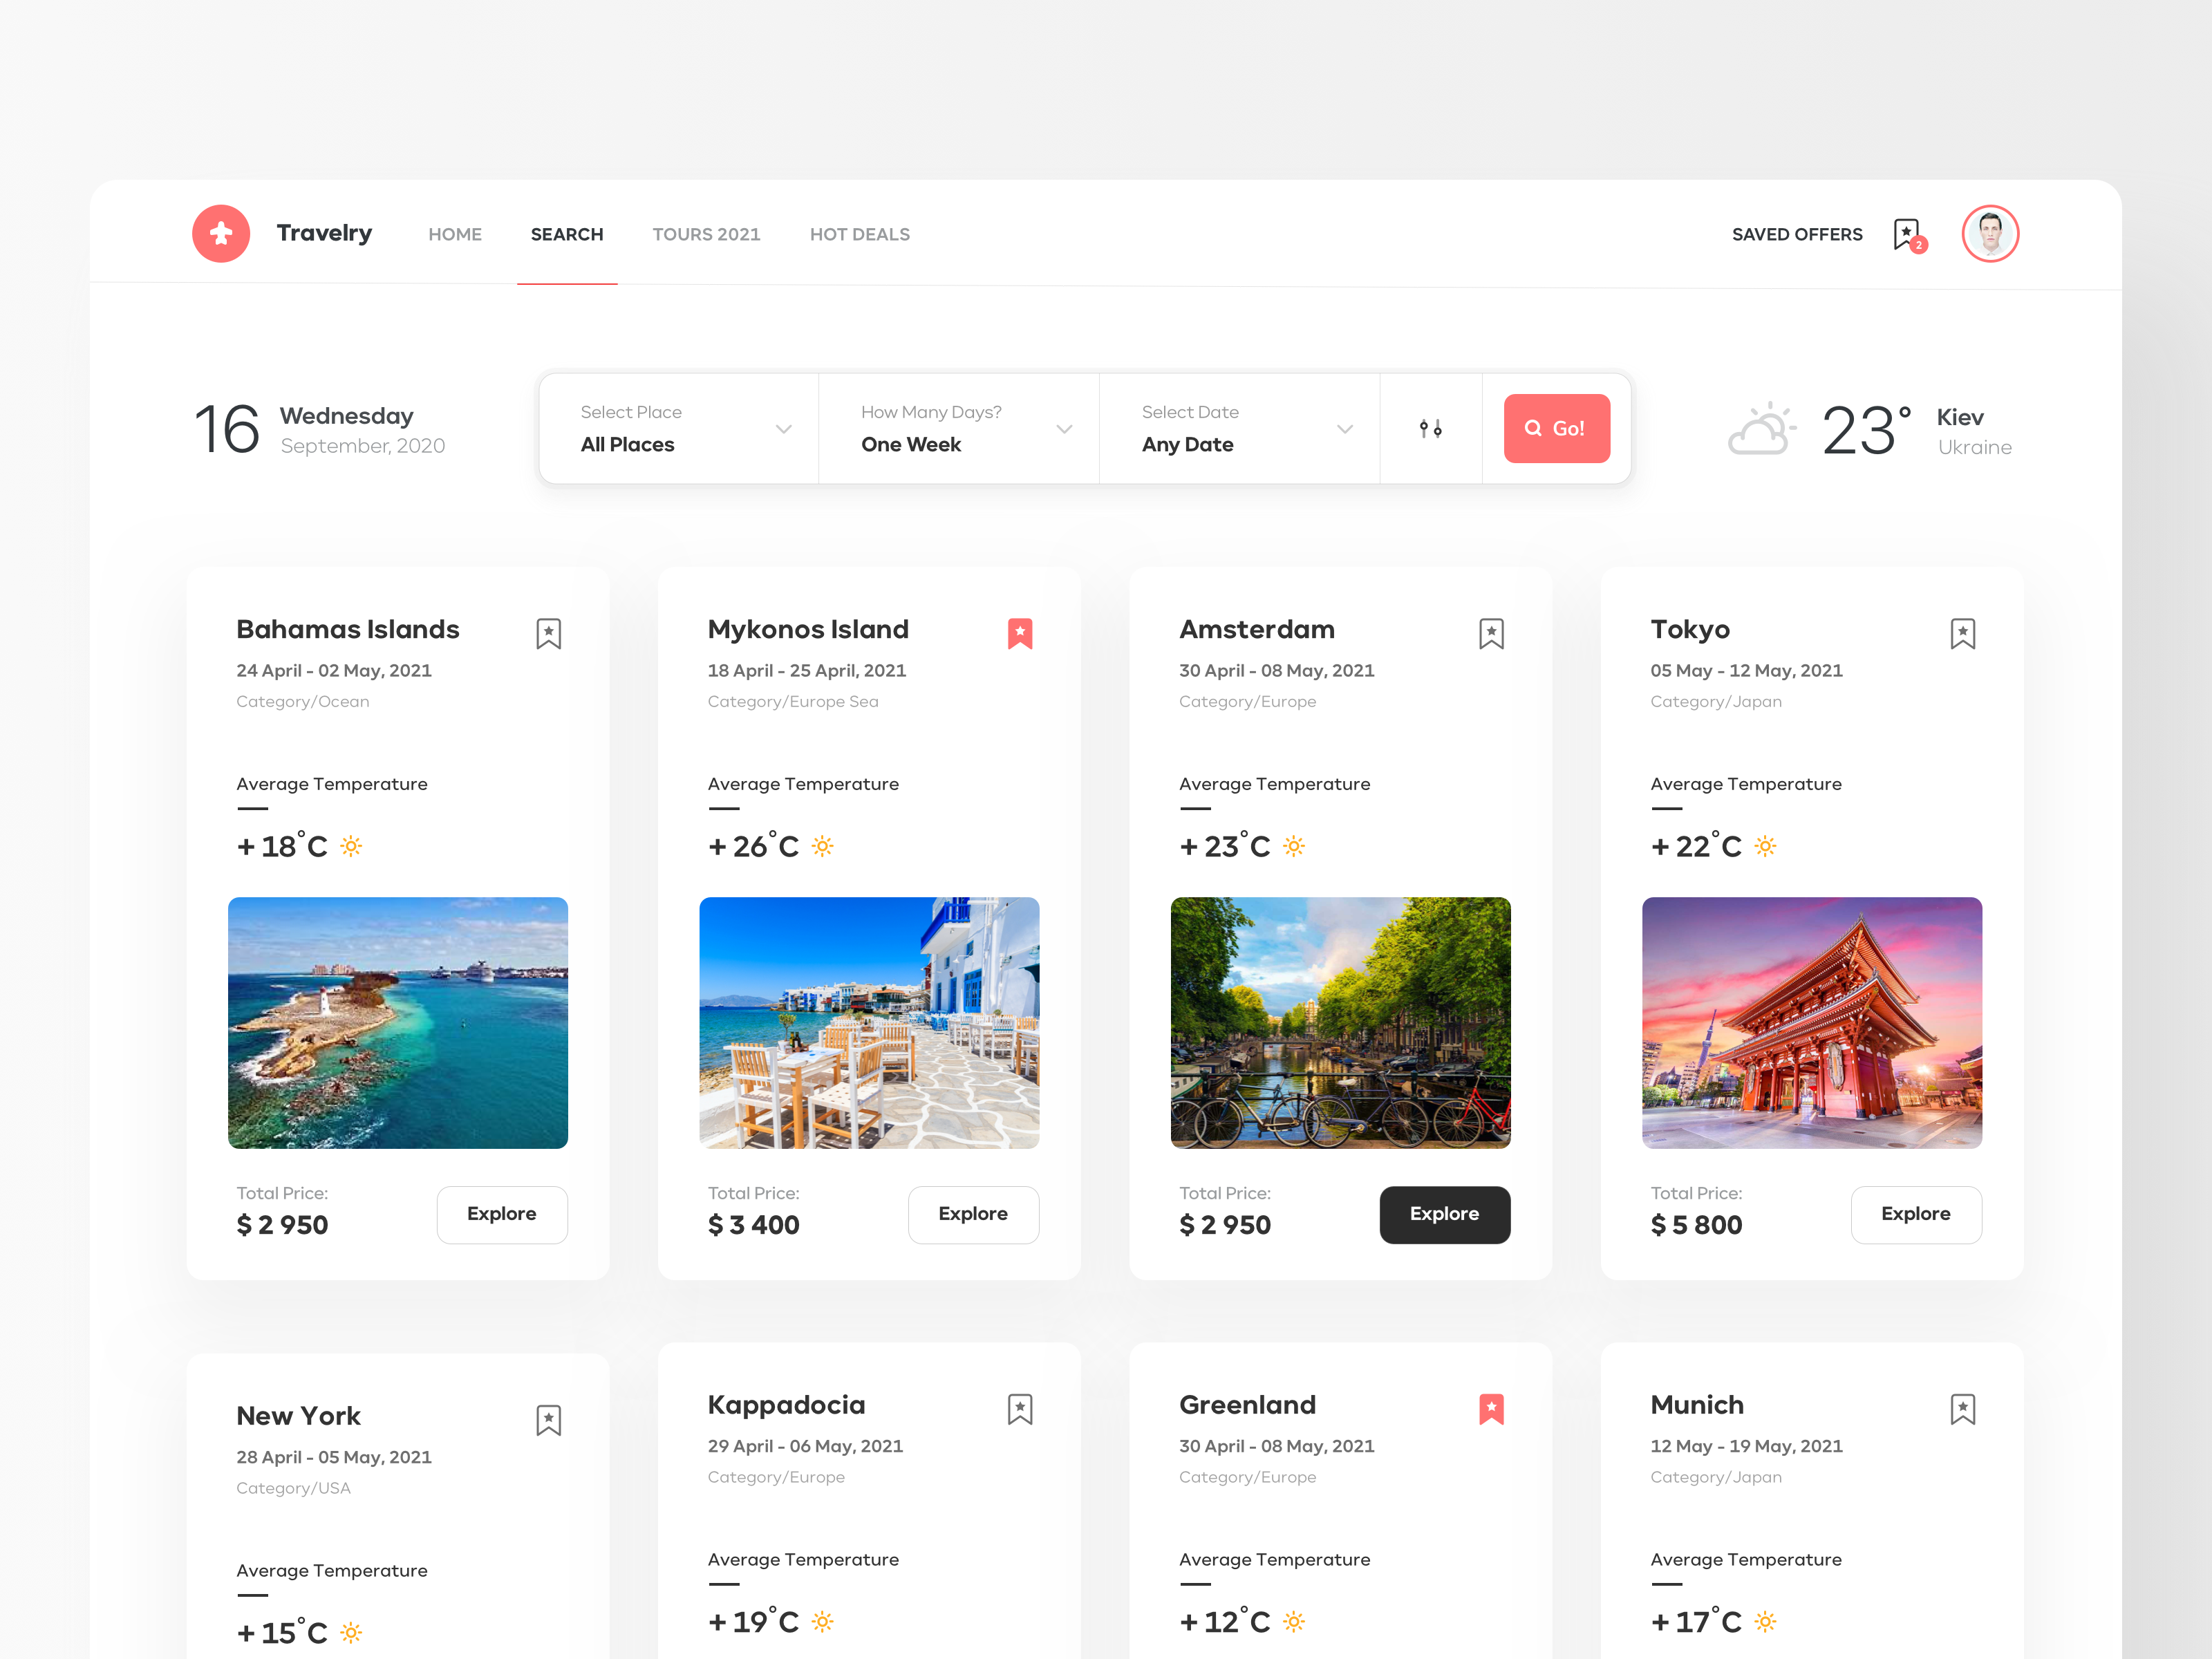 Travelry HOME SEARCH TOURS 2021 HOT DEALS SAVED OFFERS 2
16 Wednesday
September, 2020
Select Place
All Places
How Many Days?
One Week
Select Date
Any Date
Go!
23° Kiev
Ukraine
Bahamas Islands
24 April - 02 May, 2021
Category/Ocean
Average Temperature
+ 18°C
Total Price:
$ 2 950
Explore
Mykonos Island
18 April - 25 April, 2021
Category/Europe Sea
Average Temperature
+ 26°C
Total Price:
$ 3 400
Explore
Amsterdam
30 April - 08 May, 2021
Category/Europe
Average Temperature
+ 23°C
Total Price:
$ 2 950
Explore
Tokyo
05 May - 12 May, 2021
Category/Japan
Average Temperature
+ 22°C
Total Price:
$ 5 800
Explore
New York
28 April - 05 May, 2021
Category/USA
Average Temperature
+ 15°C
Kappadocia
29 April - 06 May, 2021
Category/Europe
Average Temperature
+ 19°C
Greenland
30 April - 08 May, 2021
Category/Europe
Average Temperature
+ 12°C
Munich
12 May - 19 May, 2021
Category/Japan
Average Temperature
+ 17°C